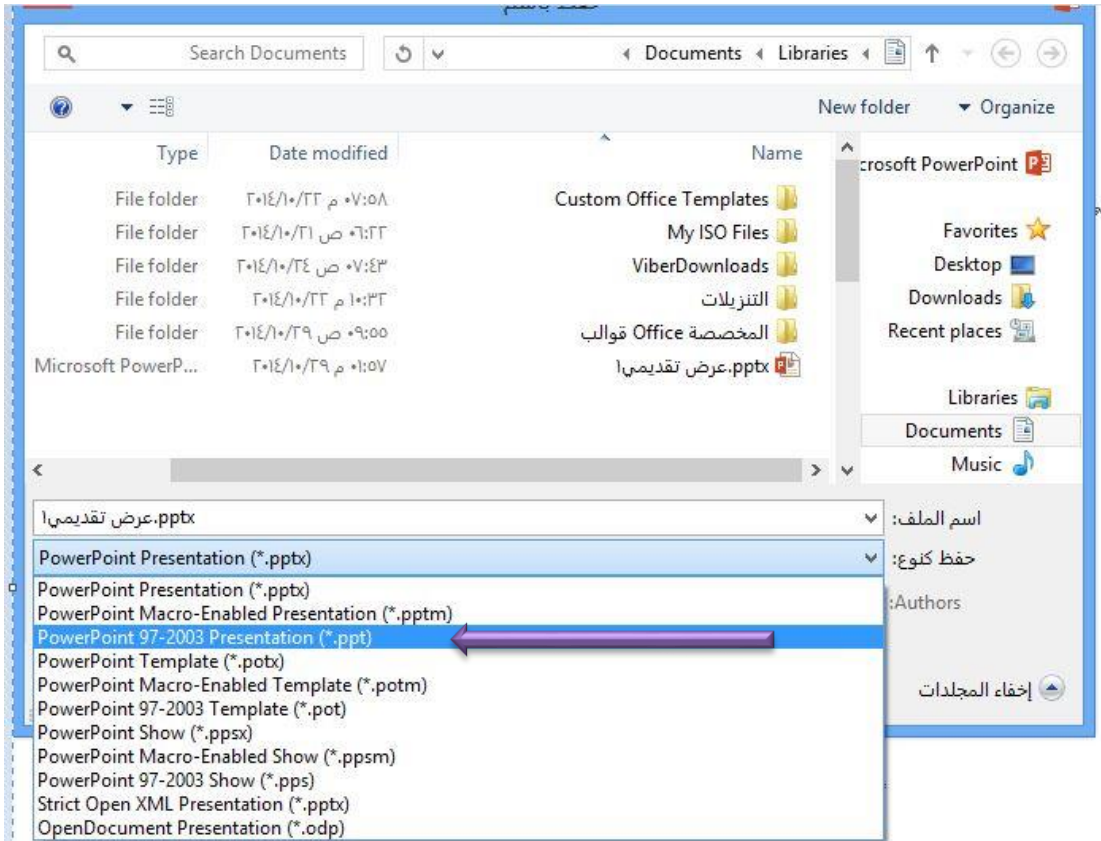 حفظ باسم
Libraries Documents Search Documents
Organize New folder
Name Date modified Type
Custom Office Templates ٢٠١٤/١٠/٢٢ م ٠٧:٥٨ File folder
My ISO Files ٢٠١٤/١٠/٢١ ص ٠٦:٢٢ File folder
ViberDownloads ٢٠١٤/١٠/٢٤ ص ٠٧:٤٣ File folder
التنزيلات ٢٠١٤/١٠/٢٢ م ١٠:٣٢ File folder
قوالب Office المخصصة ٢٠١٤/١٠/٢٩ ص ٠٩:٥٥ File folder
عرض تقديمي١.pptx ٢٠١٤/١٠/٢٩ م ٠١:٥٧ Microsoft PowerP...
crosoft PowerPoint
Favorites
Desktop
Downloads
Recent places
Libraries
Documents
Music
اسم الملف: عرض تقديمي١.pptx
حفظ كنوع: PowerPoint Presentation (*.pptx)
PowerPoint Presentation (*.pptx)
PowerPoint Macro-Enabled Presentation (*.pptm)
PowerPoint 97-2003 Presentation (*.ppt)
PowerPoint Template (*.potx)
PowerPoint Macro-Enabled Template (*.potm)
PowerPoint 97-2003 Template (*.pot)
PowerPoint Show (*.ppsx)
PowerPoint Macro-Enabled Show (*.ppsm)
PowerPoint 97-2003 Show (*.pps)
Strict Open XML Presentation (*.pptx)
OpenDocument Presentation (*.odp)
Authors:
إخفاء المجلدات